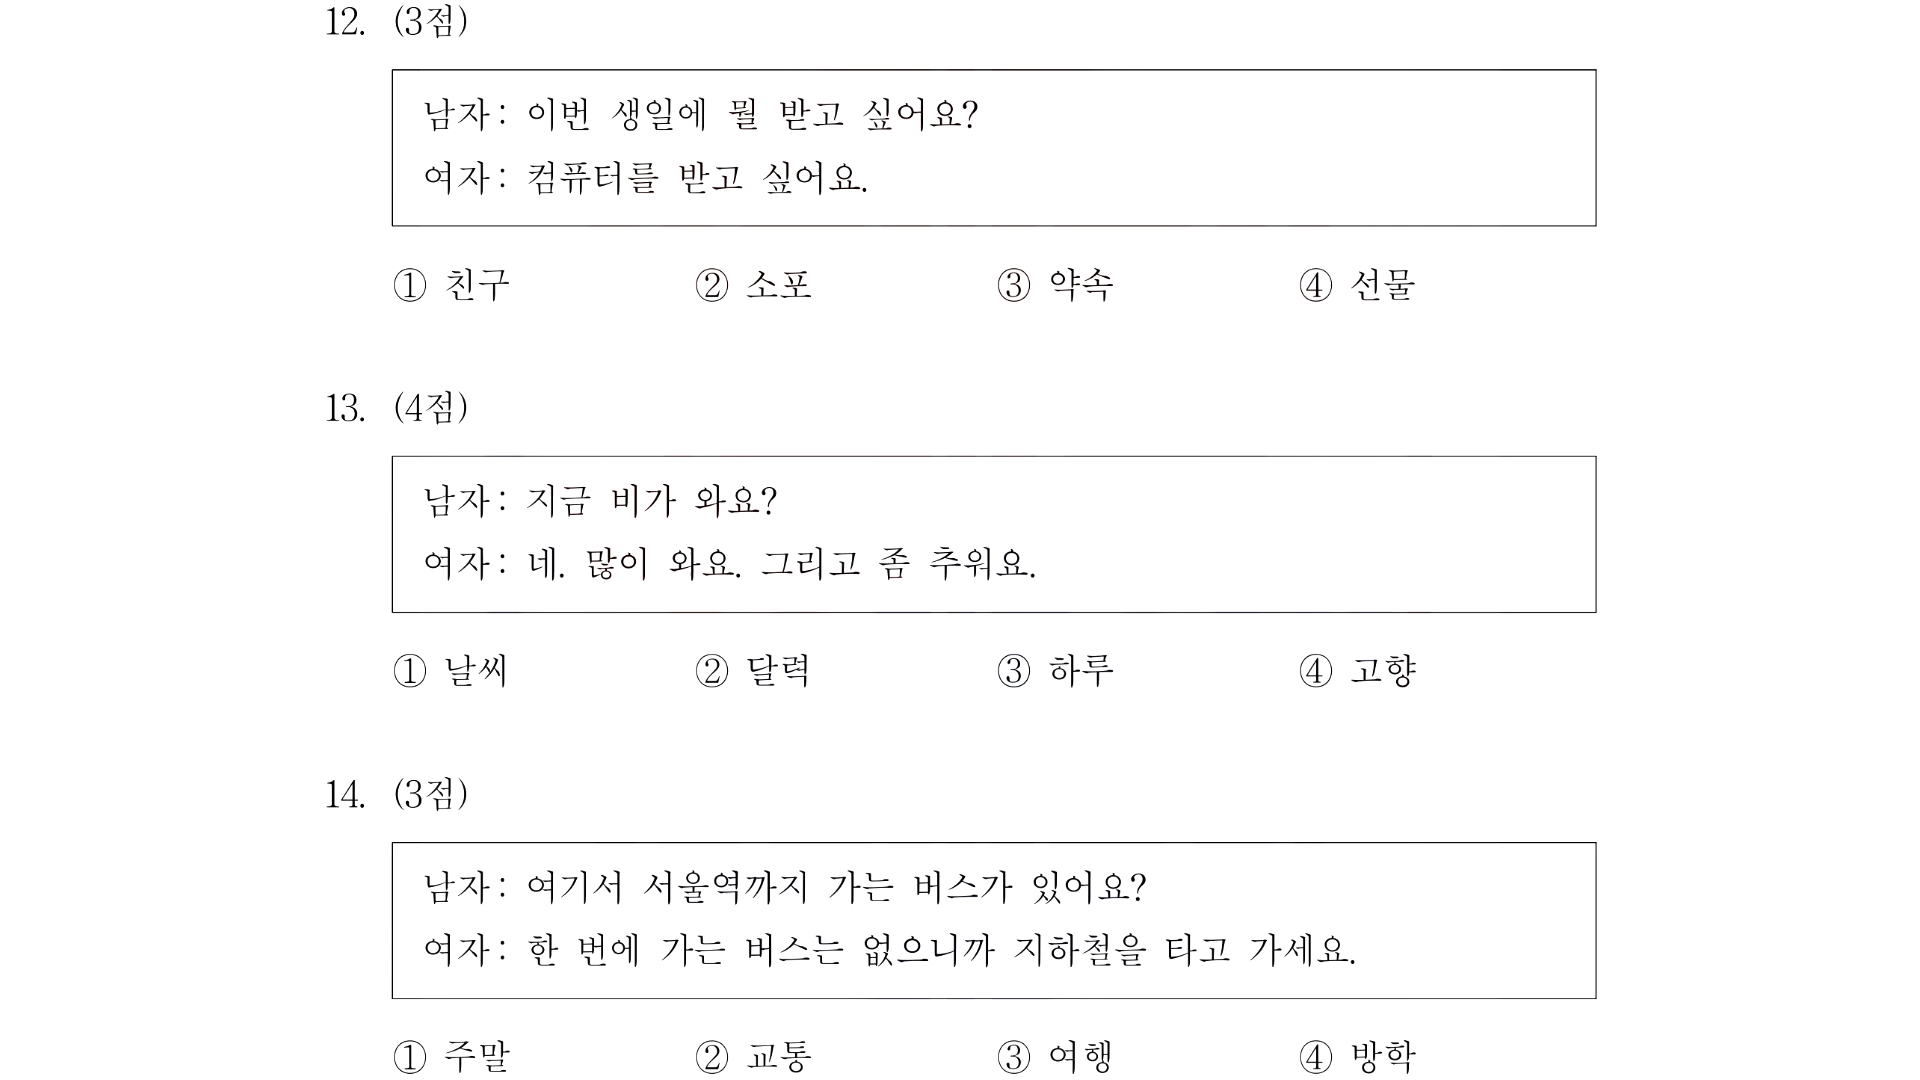 12. (3점)
남자: 이번 생일에 뭘 받고 싶어요?
여자: 컴퓨터를 받고 싶어요.
① 친구 ② 소포 ③ 약속 ④ 선물
13. (4점)
남자: 지금 비가 와요?
여자: 네. 많이 와요. 그리고 좀 추워요.
① 날씨 ② 달력 ③ 하루 ④ 고향
14. (3점)
남자: 여기서 서울역까지 가는 버스가 있어요?
여자: 한 번에 가는 버스는 없으니까 지하철을 타고 가세요.
① 주말 ② 교통 ③ 여행 ④ 방학